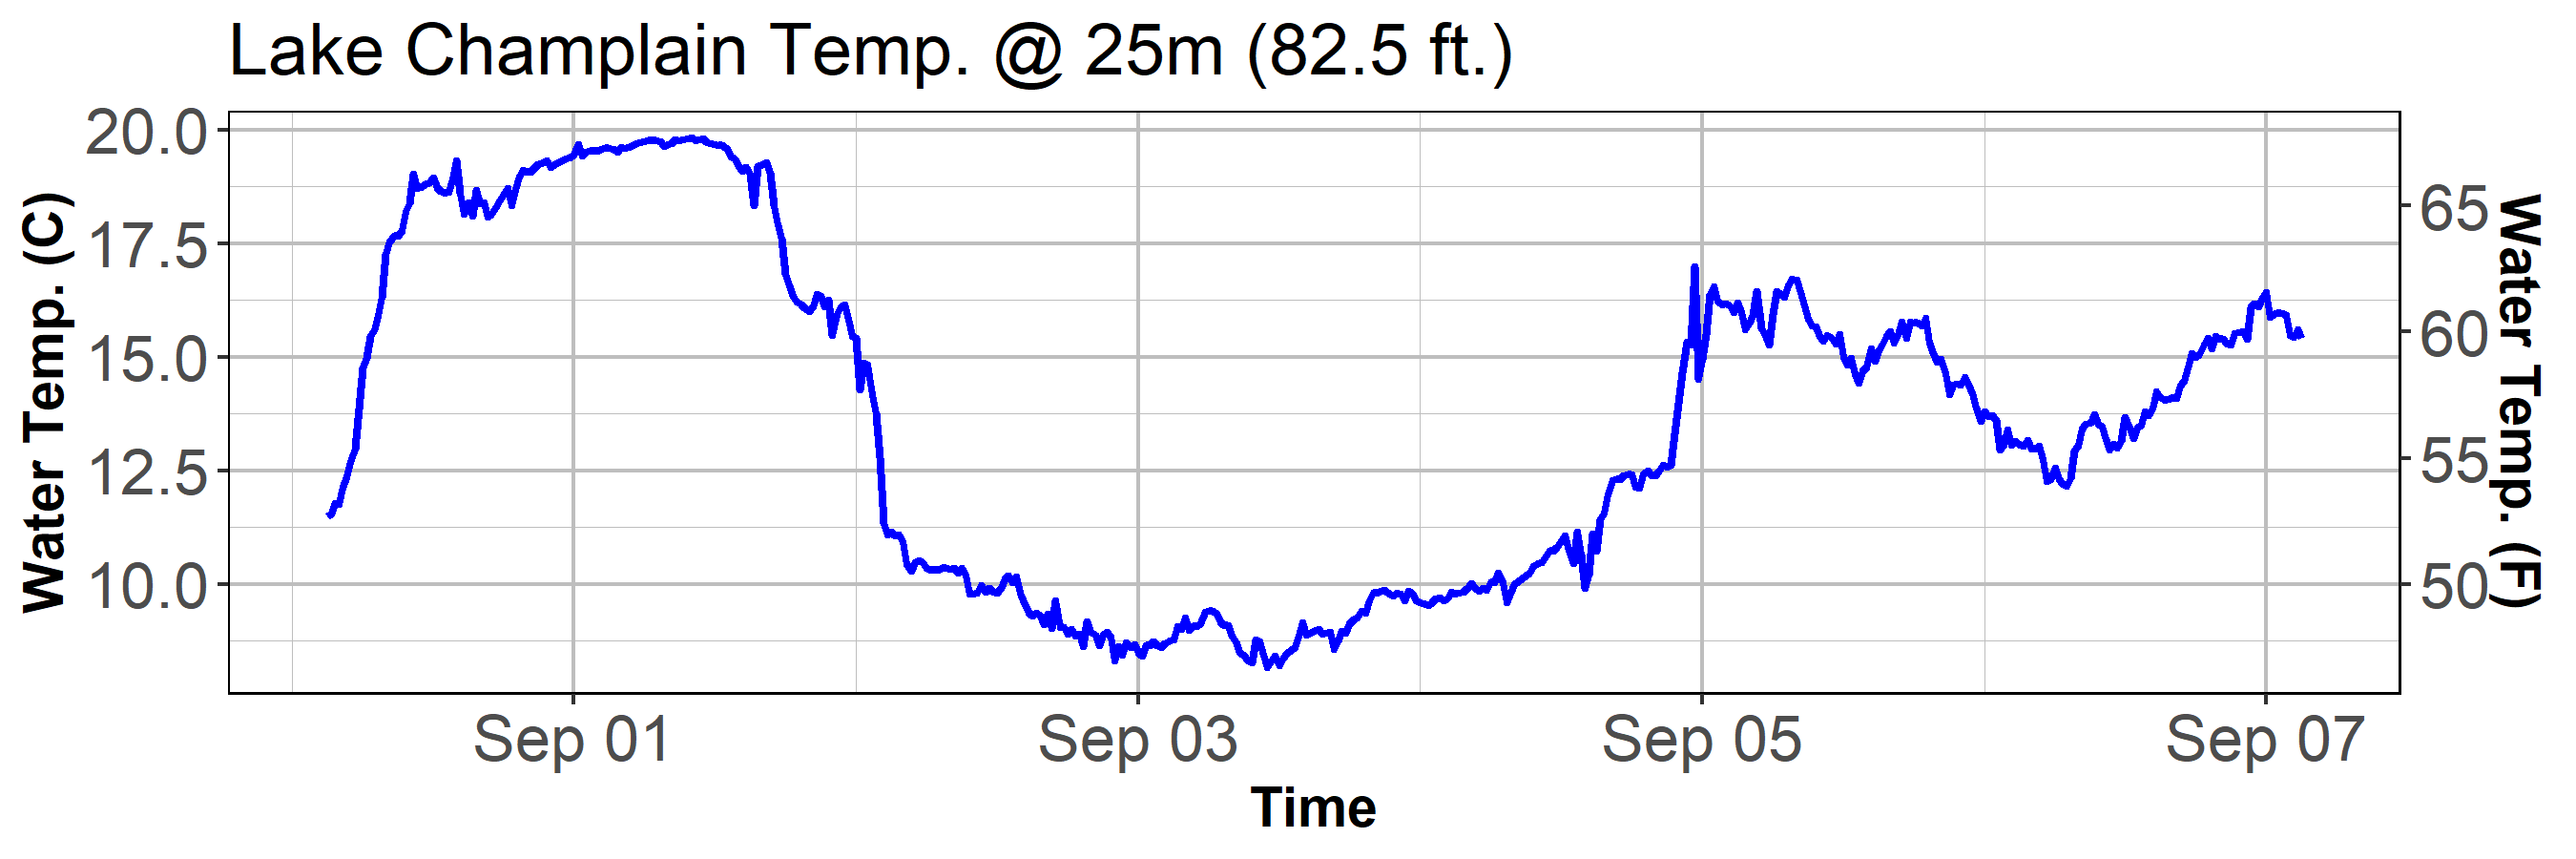 Lake Champlain Temp. @ 25m (82.5 ft.)
Water Temp. (C)
20.0
17.5
15.0
12.5
10.0
65
60
55
50
Water Temp. (F)
Sep 01 Sep 03 Sep 05 Sep 07
Time